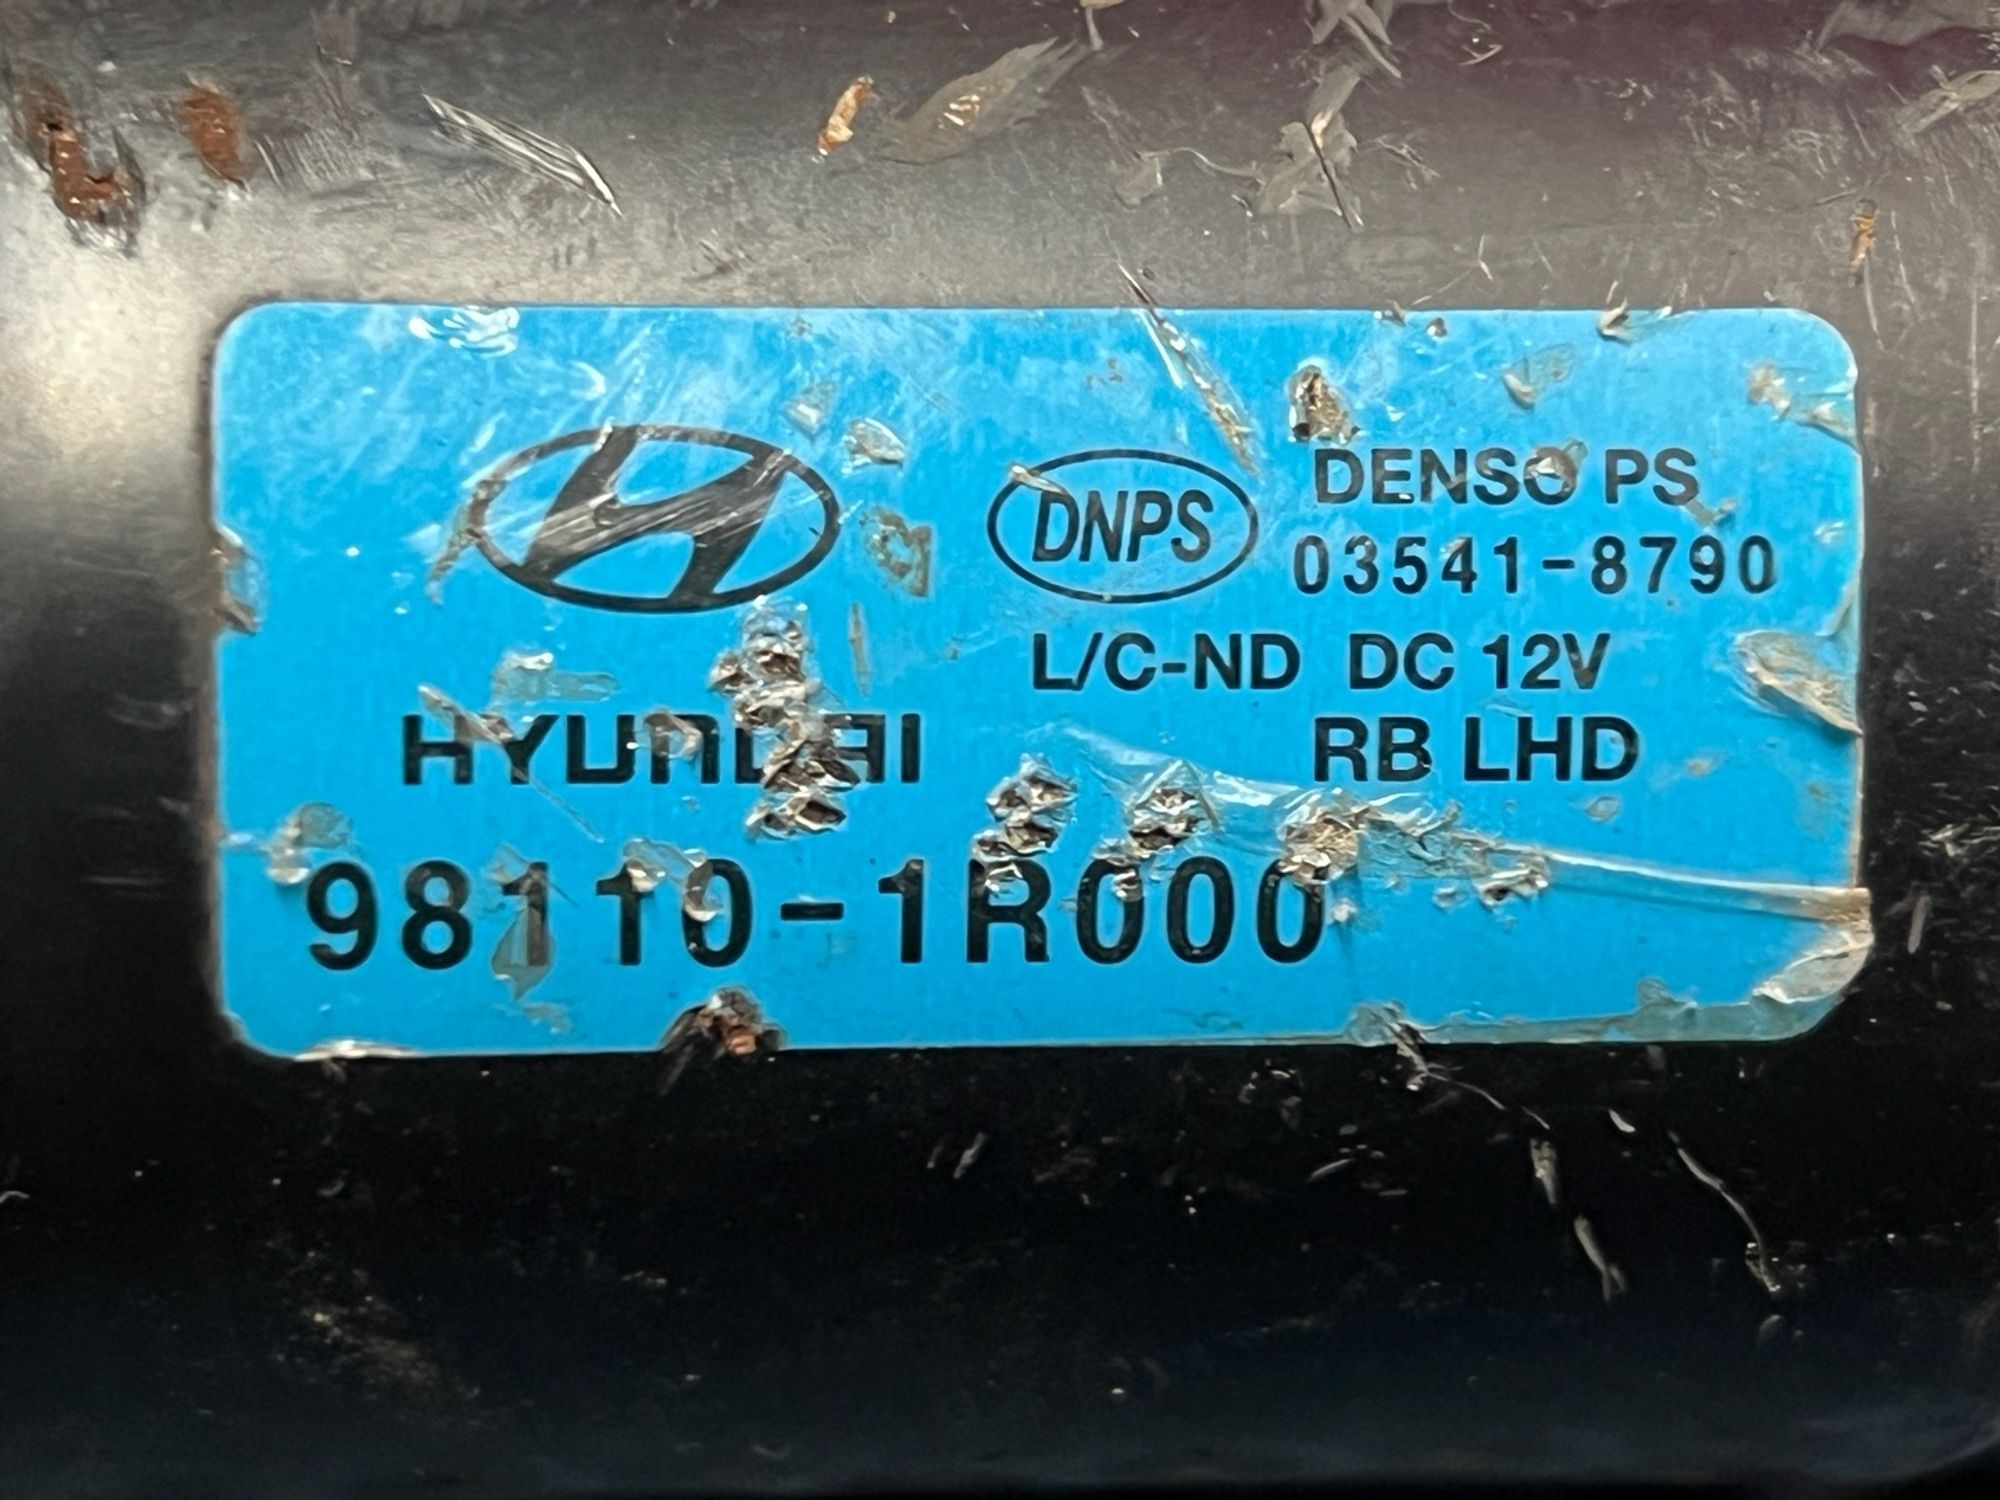 DNPS
DENSO PS
03541-8790
L/C-ND DC 12V
HYUNDAI
RB LHD
98110-1R000